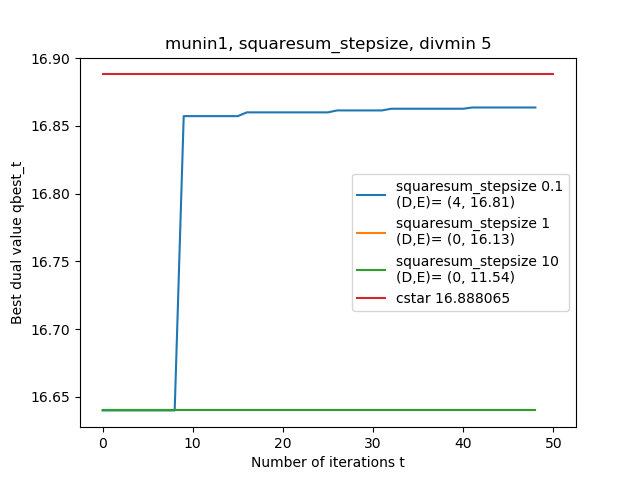 munin1, squaresum_stepsize, divmin 5
Best dual value qbest_t
16.90
16.85
16.80
16.75
16.70
16.65
squaresum_stepsize 0.1
(D,E)= (4, 16.81)
squaresum_stepsize 1
(D,E)= (0, 16.13)
squaresum_stepsize 10
(D,E)= (0, 11.54)
cstar 16.888065
0 10 20 30 40 50
Number of iterations t